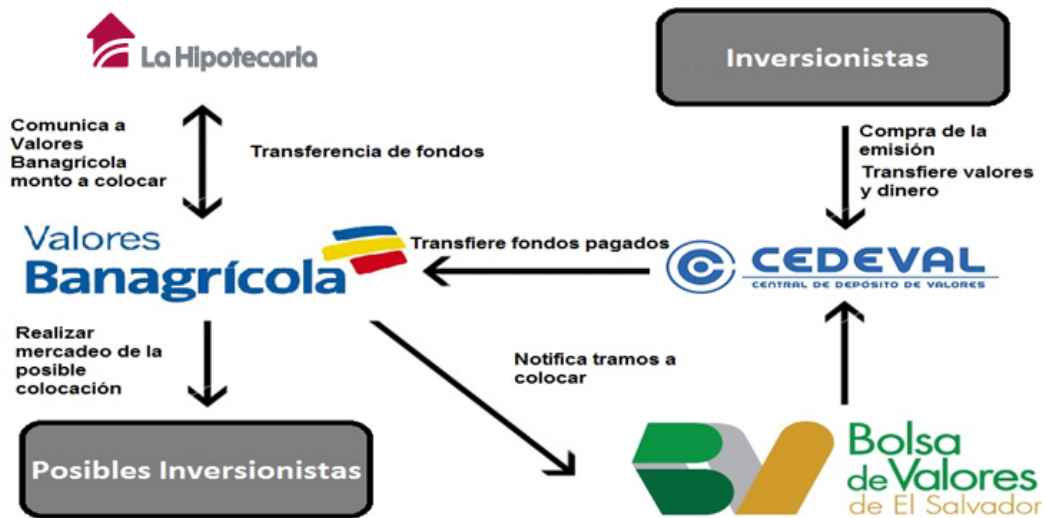 La Hipotecaria
Inversionistas
Comunica a
Valores
Banagrícola
monto a colocar
Transferencia de fondos
Compra de la
emisión
Transfiere valores
y dinero
Valores
Banagrícola
Transfiere fondos pagados
CEDEVAL
CENTRAL DE DEPÓSITO DE VALORES
Realizar
mercadeo de la
posible
colocación
Notifica tramos a
colocar
Posibles Inversionistas
Bolsa
de Valores
de El Salvador